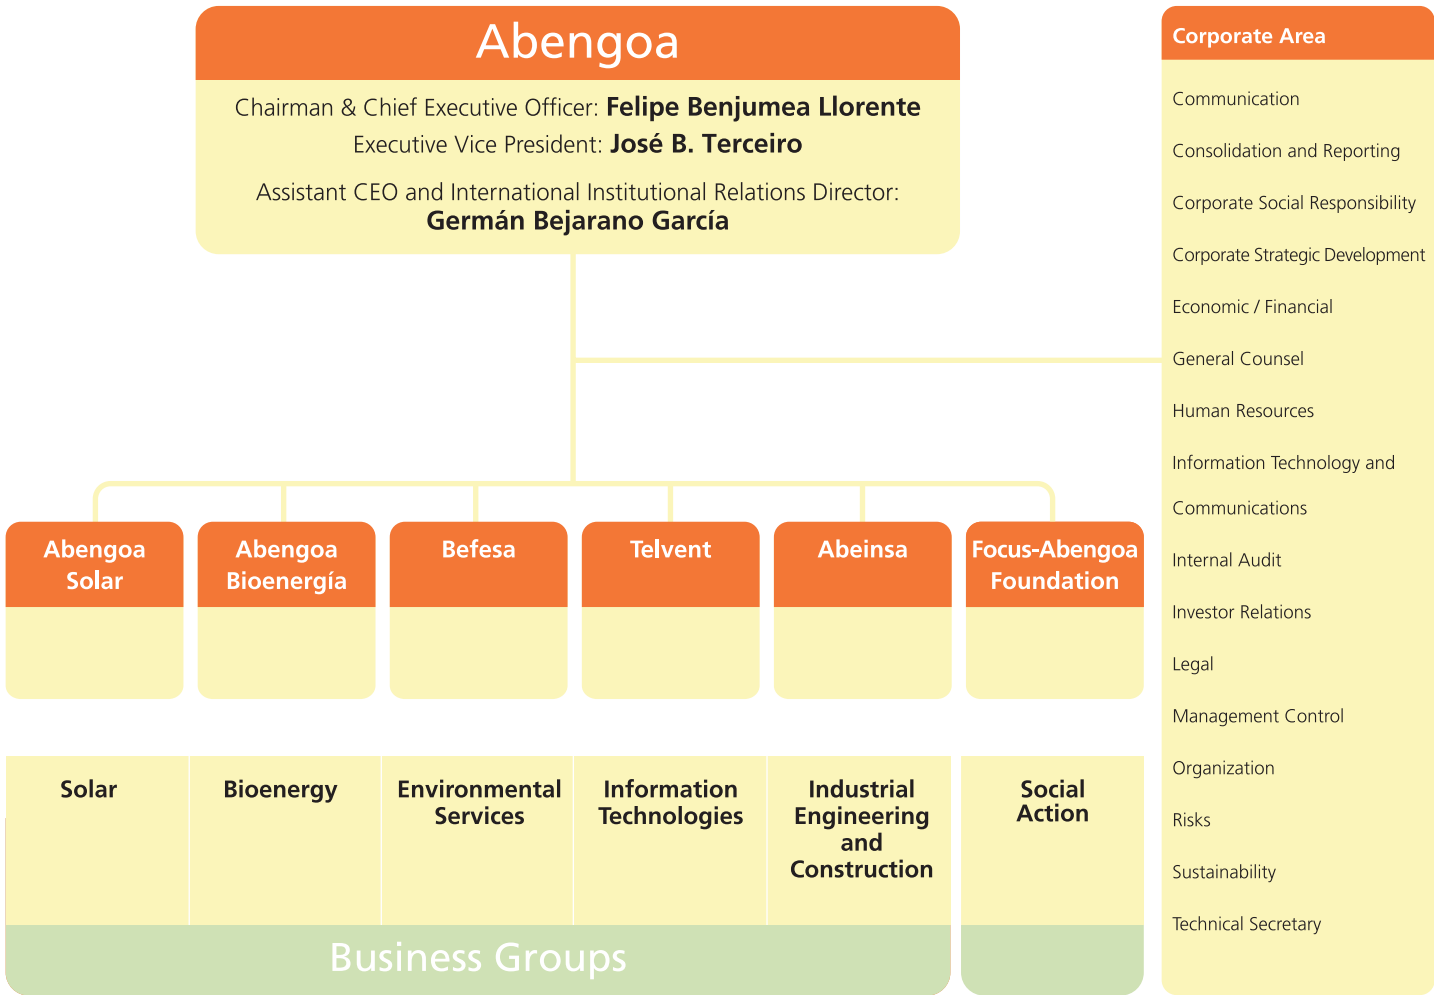 Abengoa
Chairman & Chief Executive Officer: Felipe Benjumea Llorente
Executive Vice President: José B. Terceiro
Assistant CEO and International Institutional Relations Director:
Germán Bejarano García
Abengoa
Solar
Abengoa
Bioenergía
Befesa
Telvent
Abeinsa
Focus-Abengoa
Foundation
Solar
Bioenergy
Environmental
Services
Information
Technologies
Industrial
Engineering
and
Construction
Social
Action
Business Groups
Corporate Area
Communication
Consolidation and Reporting
Corporate Social Responsibility
Corporate Strategic Development
Economic / Financial
General Counsel
Human Resources
Information Technology and
Communications
Internal Audit
Investor Relations
Legal
Management Control
Organization
Risks
Sustainability
Technical Secretary